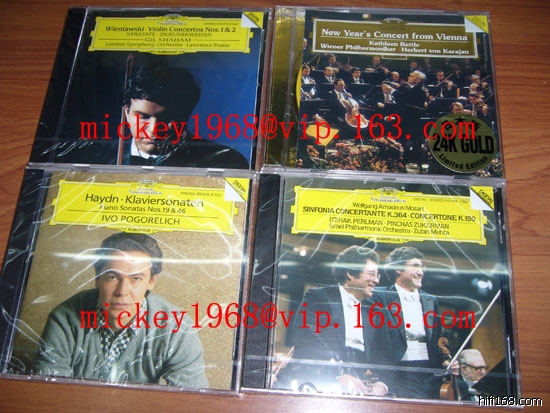 Wieniawski · Violin Concertos Nos. 1 & 2
SARASATE · ZIGEUNERWEISEN
GIL SHAHAM
London Symphony Orchestra · Lawrence Foster
New Year's Concert from Vienna
Kathleen Battle
Wiener Philharmoniker · Herbert von Karajan
24K GOLD
Limited Edition
mickey1968@vip.163.com
Haydn · Klaviersonaten
Piano Sonatas Nos. 19 & 46
IVO POGORELICH
DIGITAL
Wolfgang Amadeus Mozart
SINFONIA CONCERTANTE K.364 · CONCERTONE K.190
ITZHAK PERLMAN · PINCHAS ZUKERMAN
Israel Philharmonic Orchestra · Zubin Mehta
mickey1968@vip.163.com
hifi168.com